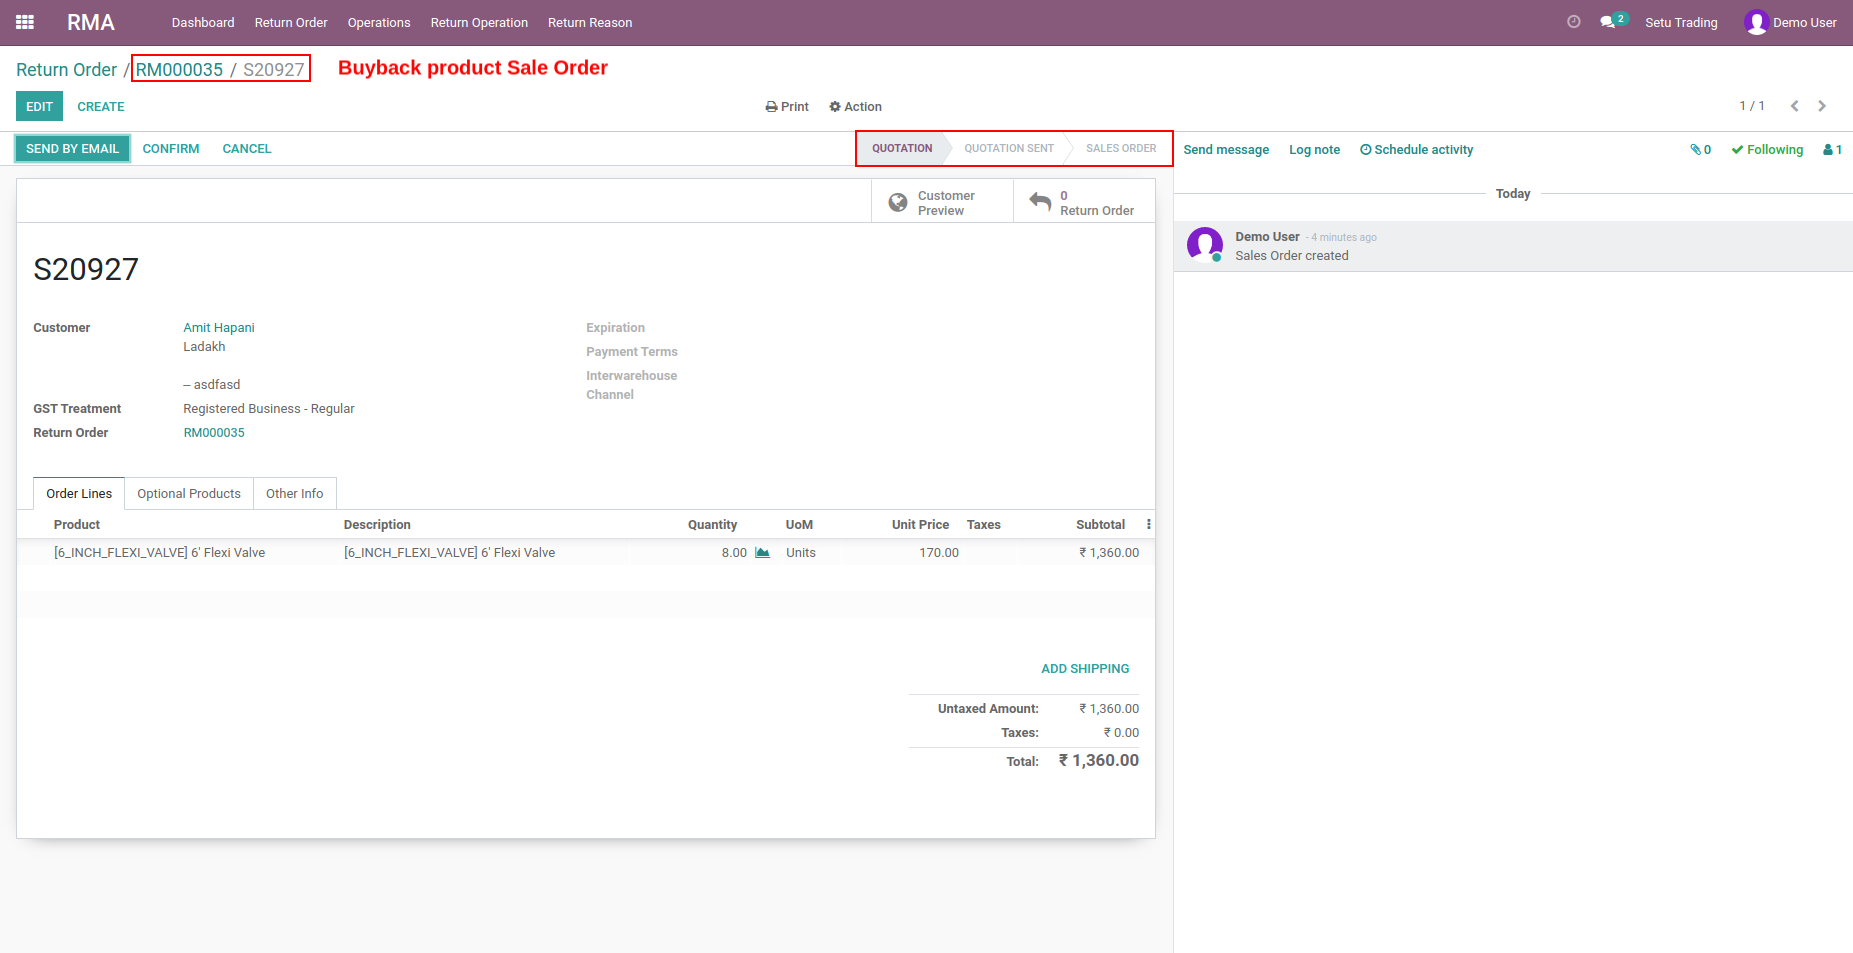 RMA Dashboard Return Order Operations Return Operation Return Reason 2 Setu Trading Demo User
Return Order / RM000035 / S20927 Buyback product Sale Order
EDIT CREATE Print Action 1 / 1
SEND BY EMAIL CONFIRM CANCEL QUOTATION QUOTATION SENT SALES ORDER Send message Log note Schedule activity 0 Following 1
Today
Customer Preview
0 Return Order
Demo User - 4 minutes ago
Sales Order created
S20927
Customer Amit Hapani
Ladakh
-- asdfasd
GST Treatment Registered Business - Regular
Return Order RM000035
Expiration
Payment Terms
Interwarehouse
Channel
Order Lines Optional Products Other Info
Product Description Quantity UoM Unit Price Taxes Subtotal
[6_INCH_FLEXI_VALVE] 6' Flexi Valve [6_INCH_FLEXI_VALVE] 6' Flexi Valve 8.00 Units 170.00 ₹ 1,360.00
ADD SHIPPING
Untaxed Amount: ₹ 1,360.00
Taxes: ₹ 0.00
Total: ₹ 1,360.00